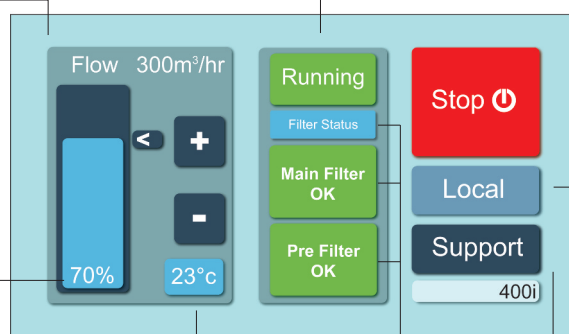 Flow 300m³/hr
<
+
-
70%
23°c
Running
Filter Status
Main Filter
OK
Pre Filter
OK
Stop
Local
Support
400i